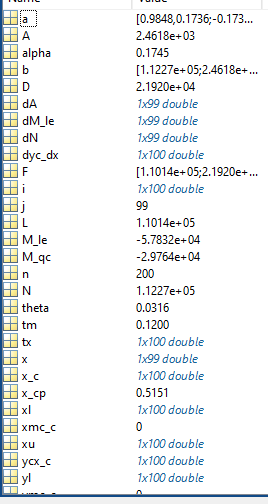 Value
a [0.9848,0.1736;-0.173...
A 2.4618e+03
alpha 0.1745
b [1.1227e+05;2.4618e+...
D 2.1920e+04
dA 1x99 double
dM_le 1x99 double
dN 1x99 double
dyc_dx 1x100 double
F [1.1014e+05;2.1920e+...
i 1x100 double
j 99
L 1.1014e+05
M_le -5.7832e+04
M_qc -2.9764e+04
n 200
N 1.1227e+05
theta 0.0316
tm 0.1200
tx 1x100 double
x 1x99 double
x_c 1x100 double
x_cp 0.5151
xl 1x100 double
xmc_c 0
xu 1x100 double
ycx_c 1x100 double
yl 1x100 double